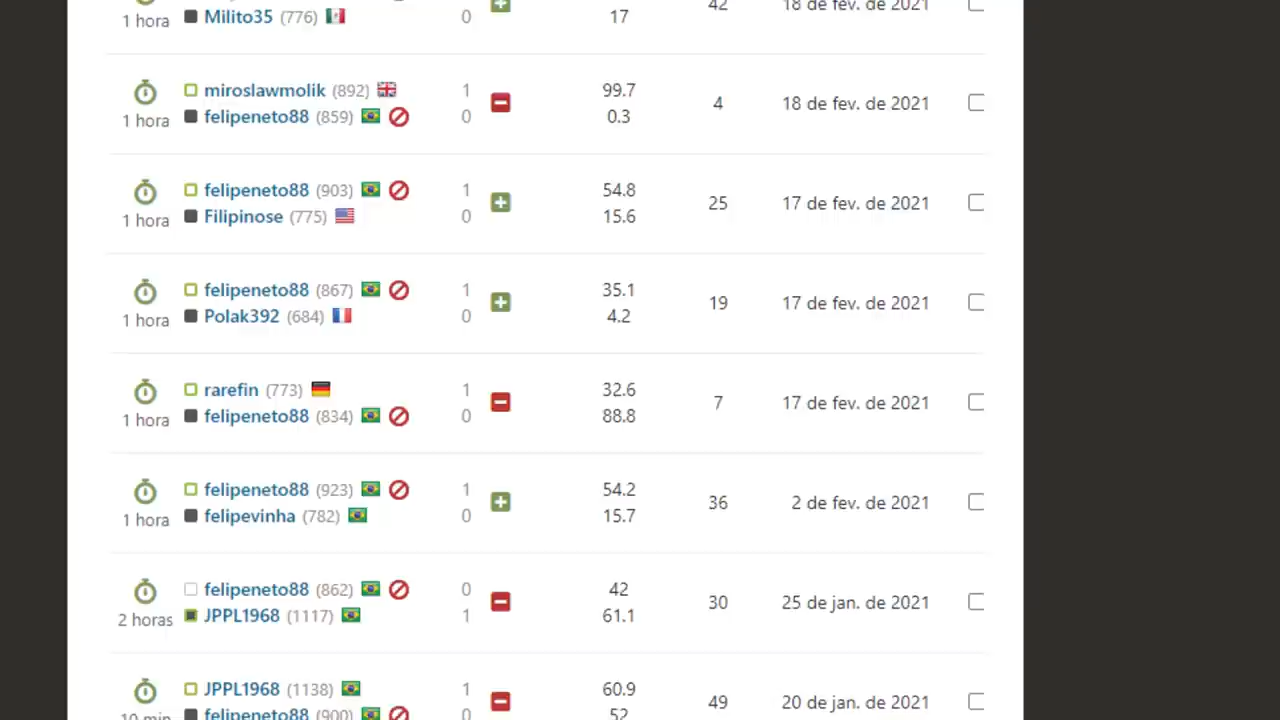 1 hora
Milito35 (776)
0
17
42
18 de fev. de 2021
1 hora
miroslawmolik (892)
felipeneto88 (859)
1
0
99.7
0.3
4
18 de fev. de 2021
1 hora
felipeneto88 (903)
Filipinose (775)
1
0
54.8
15.6
25
17 de fev. de 2021
1 hora
felipeneto88 (867)
Polak392 (684)
1
0
35.1
4.2
19
17 de fev. de 2021
1 hora
rarefin (773)
felipeneto88 (834)
1
0
32.6
88.8
7
17 de fev. de 2021
1 hora
felipeneto88 (923)
felipevinha (782)
1
0
54.2
15.7
36
2 de fev. de 2021
2 horas
felipeneto88 (862)
JPPL1968 (1117)
0
1
42
61.1
30
25 de jan. de 2021
10 min
JPPL1968 (1138)
felipeneto88 (900)
1
0
60.9
52
49
20 de jan. de 2021